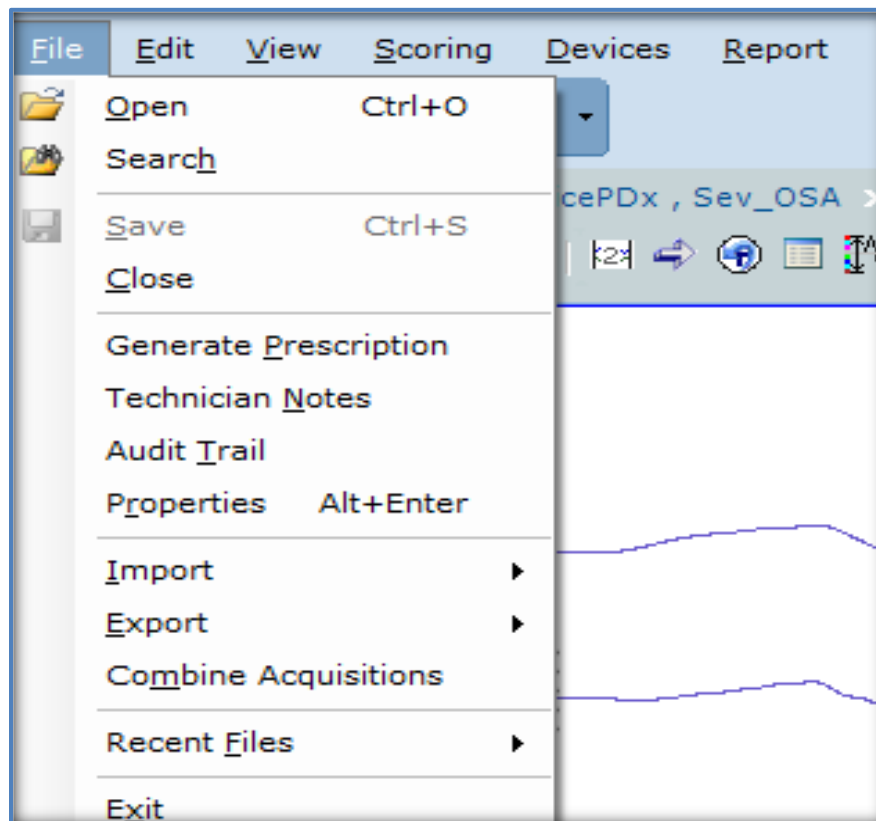 File Edit View Scoring Devices Report
Open Ctrl+O
Search
cePDx , Sev_OSA
Save Ctrl+S
Close
Generate Prescription
Technician Notes
Audit Trail
Properties Alt+Enter
Import
Export
Combine Acquisitions
Recent Files
Exit